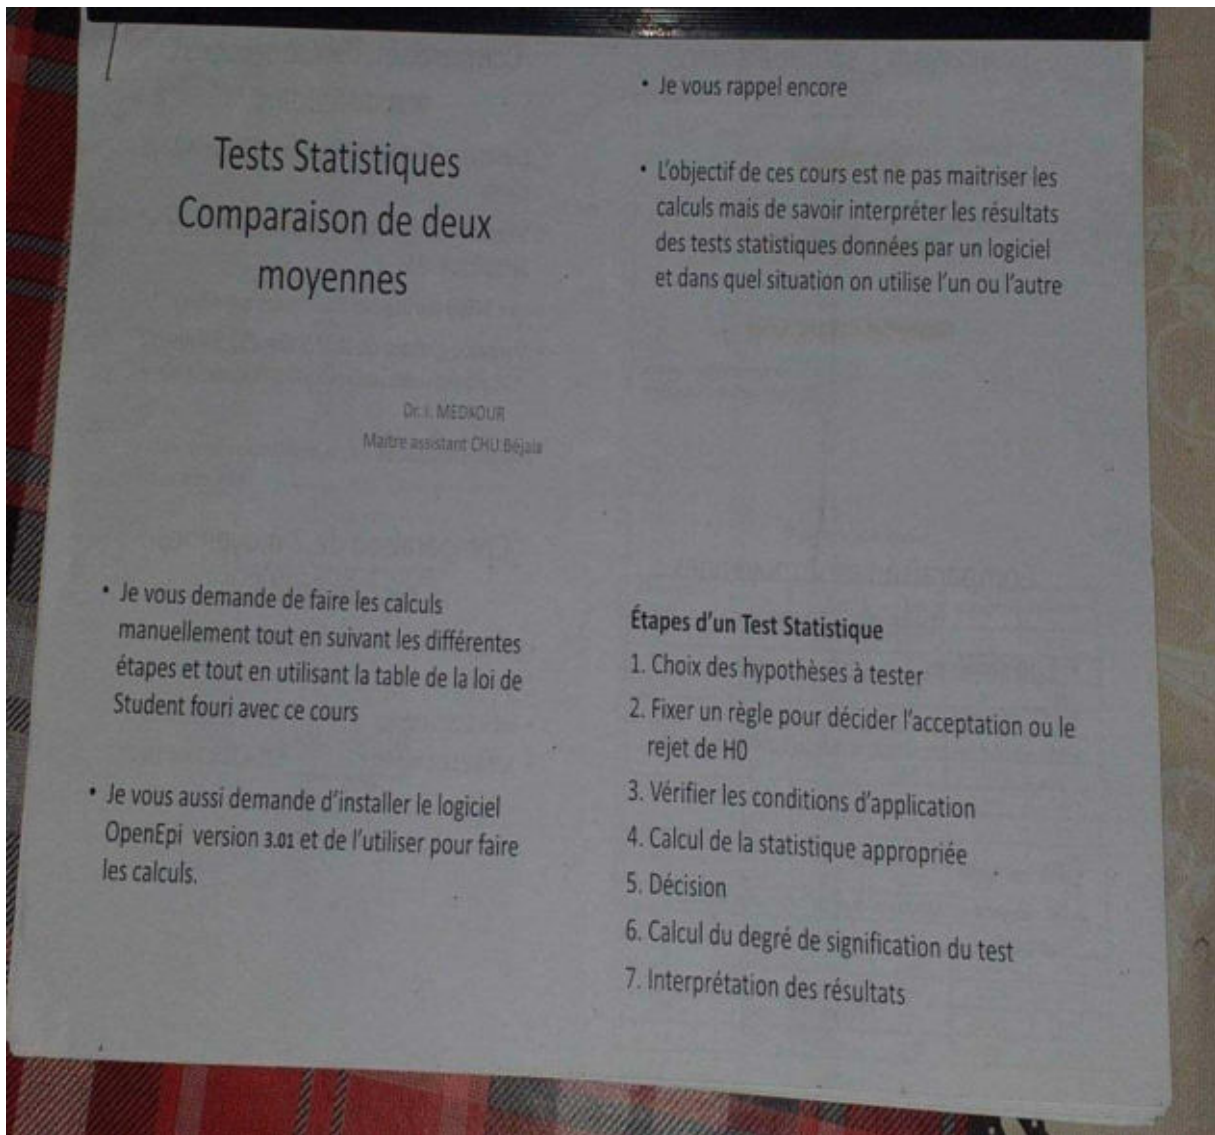 Tests Statistiques
Comparaison de deux
moyennes
Dr. I. MEDJKOUR
Maitre assistant CHU Béjaia
• Je vous rappel encore
• L'objectif de ces cours est ne pas maitriser les
calculs mais de savoir interpréter les résultats
des tests statistiques données par un logiciel
et dans quel situation on utilise l'un ou l'autre
• Je vous demande de faire les calculs
manuellement tout en suivant les différentes
étapes et tout en utilisant la table de la loi de
Student fouri avec ce cours
• Je vous aussi demande d'installer le logiciel
OpenEpi version 3.01 et de l'utiliser pour faire
les calculs.
Étapes d'un Test Statistique
1. Choix des hypothèses à tester
2. Fixer un règle pour décider l'acceptation ou le
rejet de H0
3. Vérifier les conditions d'application
4. Calcul de la statistique appropriée
5. Décision
6. Calcul du degré de signification du test
7. Interprétation des résultats